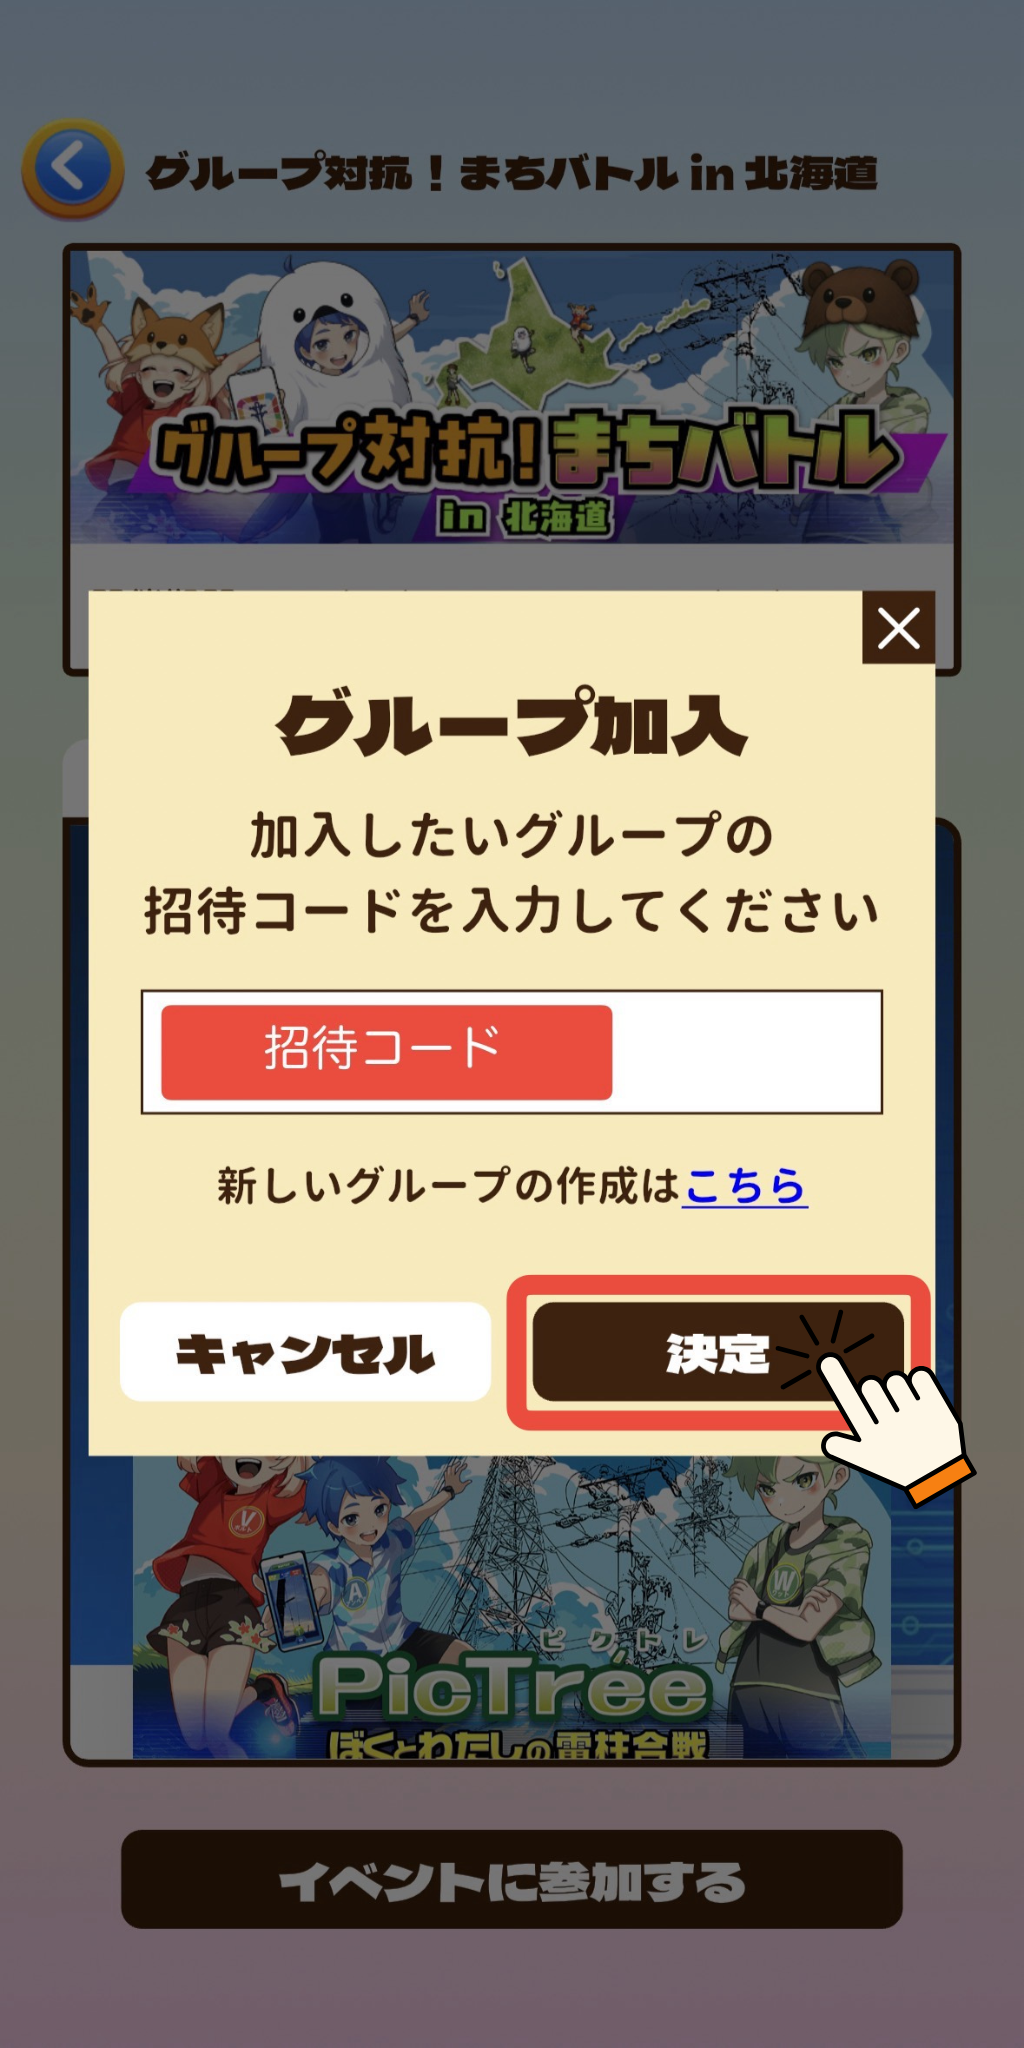 グループ対抗！まちバトル in 北海道
グループ対抗！まちバトル
in 北海道
グループ加入
加入したいグループの
招待コードを入力してください
招待コード
新しいグループの作成はこちら
キャンセル
決定
V
A
W
ピクトレ
PicTrée
ぼくとわたしの電柱合戦
イベントに参加する